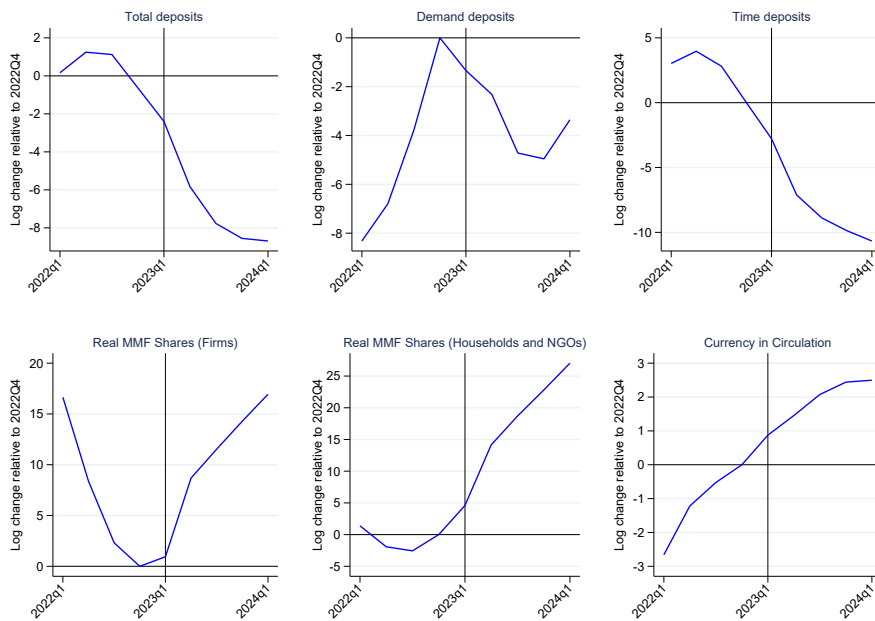 Total deposits
Log change relative to 2022Q4
2
0
-2
-4
-6
-8
2022q1
2023q1
2024q1
Demand deposits
Log change relative to 2022Q4
0
-2
-4
-6
-8
2022q1
2023q1
2024q1
Time deposits
Log change relative to 2022Q4
5
0
-5
-10
2022q1
2023q1
2024q1
Real MMF Shares (Firms)
Log change relative to 2022Q4
20
15
10
5
0
2022q1
2023q1
2024q1
Real MMF Shares (Households and NGOs)
Log change relative to 2022Q4
25
20
15
10
5
0
-5
2022q1
2023q1
2024q1
Currency in Circulation
Log change relative to 2022Q4
3
2
1
0
-1
-2
-3
2022q1
2023q1
2024q1